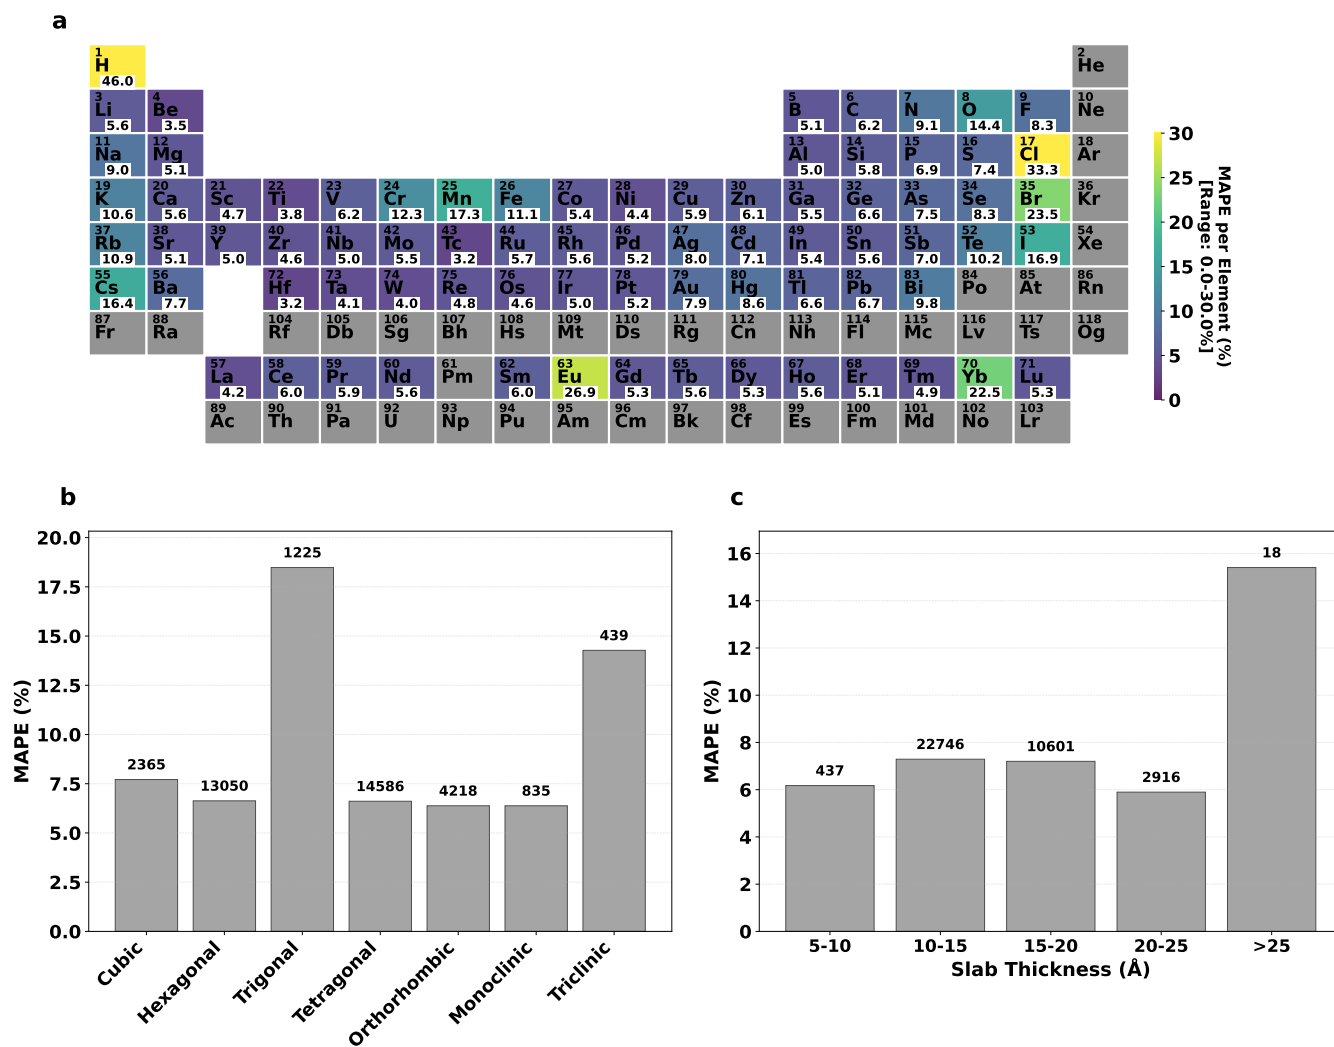 a
1 2
H He
46.0
3 4 5 6 7 8 9 10
Li Be B C N O F Ne
5.6 3.5 5.1 6.2 9.1 14.4 8.3
11 12 13 14 15 16 17 18
Na Mg Al Si P S Cl Ar
9.0 5.1 5.0 5.8 6.9 7.4 33.3
19 20 21 22 23 24 25 26 27 28 29 30 31 32 33 34 35 36
K Ca Sc Ti V Cr Mn Fe Co Ni Cu Zn Ga Ge As Se Br Kr
10.6 5.6 4.7 3.8 6.2 12.3 17.3 11.1 5.4 4.4 5.9 6.1 5.5 6.6 7.5 8.3 23.5
37 38 39 40 41 42 43 44 45 46 47 48 49 50 51 52 53 54
Rb Sr Y Zr Nb Mo Tc Ru Rh Pd Ag Cd In Sn Sb Te I Xe
10.9 5.1 5.0 4.6 5.0 5.5 3.2 5.7 5.6 5.2 8.0 7.1 5.4 5.6 7.0 10.2 16.9
55 56 72 73 74 75 76 77 78 79 80 81 82 83 84 85 86
Cs Ba Hf Ta W Re Os Ir Pt Au Hg Tl Pb Bi Po At Rn
16.4 7.7 3.2 4.1 4.0 4.8 4.6 5.0 5.2 7.9 8.6 6.6 6.7 9.8
87 88 104 105 106 107 108 109 110 111 112 113 114 115 116 117 118
Fr Ra Rf Db Sg Bh Hs Mt Ds Rg Cn Nh Fl Mc Lv Ts Og
57 58 59 60 61 62 63 64 65 66 67 68 69 70 71
La Ce Pr Nd Pm Sm Eu Gd Tb Dy Ho Er Tm Yb Lu
4.2 6.0 5.9 5.6 6.0 26.9 5.3 5.6 5.3 5.6 5.1 4.9 22.5 5.3
89 90 91 92 93 94 95 96 97 98 99 100 101 102 103
Ac Th Pa U Np Pu Am Cm Bk Cf Es Fm Md No Lr
30
25
20
15
10
5
0
MAPE per Element (%)
[Range: 0.0-30.0%]
b
MAPE (%)
20.0
17.5
15.0
12.5
10.0
7.5
5.0
2.5
0.0
2365
13050
1225
14586
4218
835
439
Cubic
Hexagonal
Trigonal
Tetragonal
Orthorhombic
Monoclinic
Triclinic
c
MAPE (%)
16
14
12
10
8
6
4
2
0
437
22746
10601
2916
18
5-10 10-15 15-20 20-25 >25
Slab Thickness (Å)